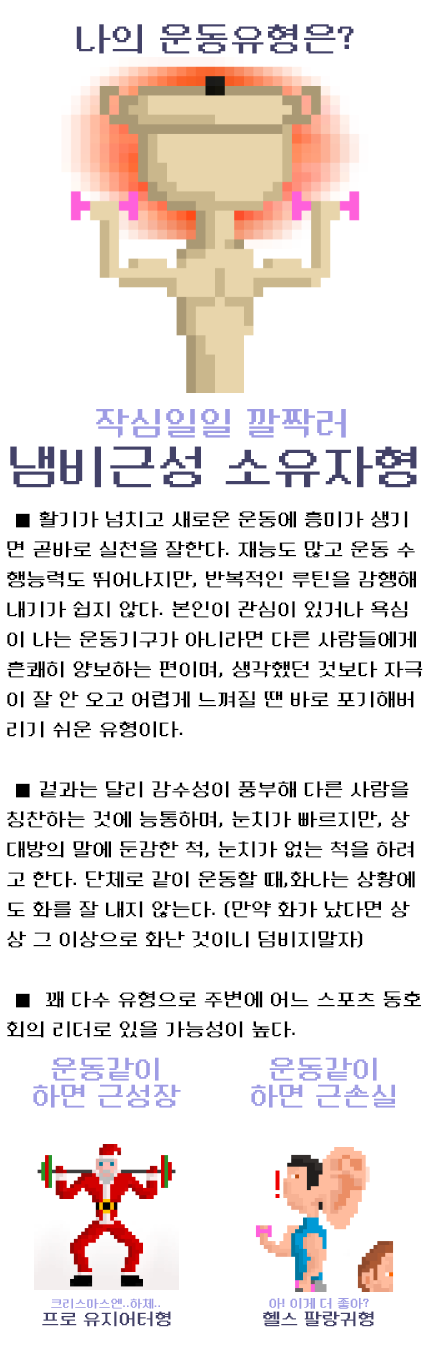 나의 운동유형은?
작심일일 깔짝러
냄비근성 소유자형
■ 활기가 넘치고 새로운 운동에 흥미가 생기
면 곧바로 실천을 잘한다. 재능도 많고 운동 수
행능력도 뛰어나지만, 반복적인 루틴을 감행해
내기가 쉽지 않다. 본인이 관심이 있거나 욕심
이 나는 운동기구가 아니라면 다른 사람들에게
흔쾌히 양보하는 편이며, 생각했던 것보다 자극
이 잘 안 오고 어렵게 느껴질 땐 바로 포기해버
리기 쉬운 유형이다.
■ 겉과는 달리 감수성이 풍부해 다른 사람을
칭찬하는 것에 능통하며, 눈치가 빠르지만, 상
대방의 말에 둔감한 척, 눈치가 없는 척을 하려
고 한다. 단체로 같이 운동할 때,화나는 상황에
도 화를 잘 내지 않는다. (만약 화가 났다면 상
상 그 이상으로 화난 것이니 덤비지말자)
■ 꽤 다수 유형으로 주변에 어느 스포츠 동호
회의 리더로 있을 가능성이 높다.
운동같이
하면 근성장
운동같이
하면 근손실
!
크리스마스엔..하체..
프로 유지어터형
아! 이게 더 좋아?
헬스 팔랑귀형